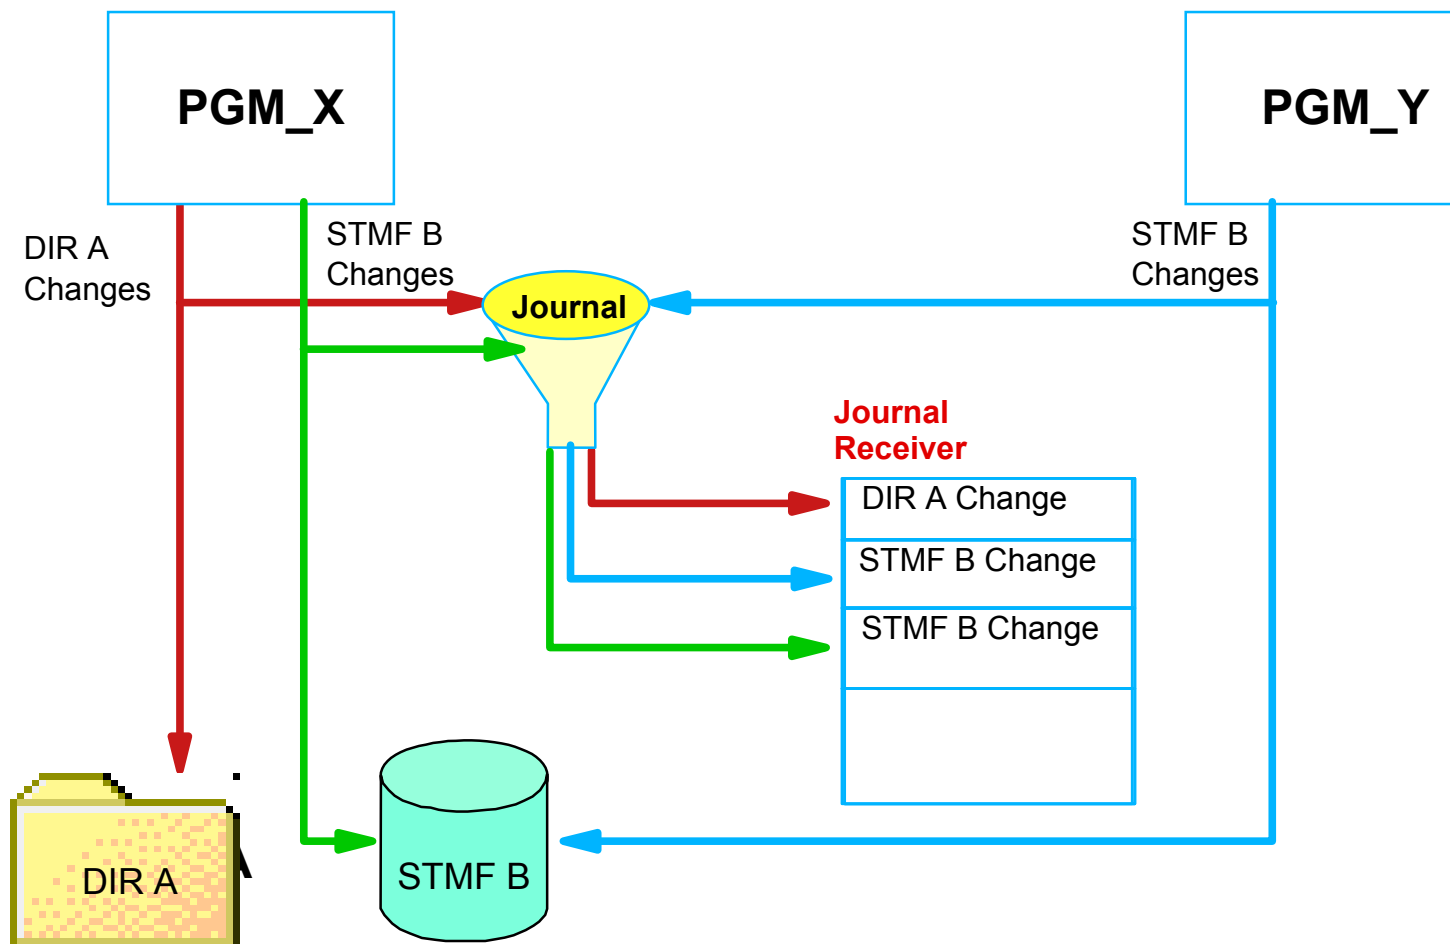 PGM_X
PGM_Y
DIR A
Changes
STMF B
Changes
STMF B
Changes
Journal
Journal
Receiver
DIR A Change
STMF B Change
STMF B Change
DIR A
STMF B